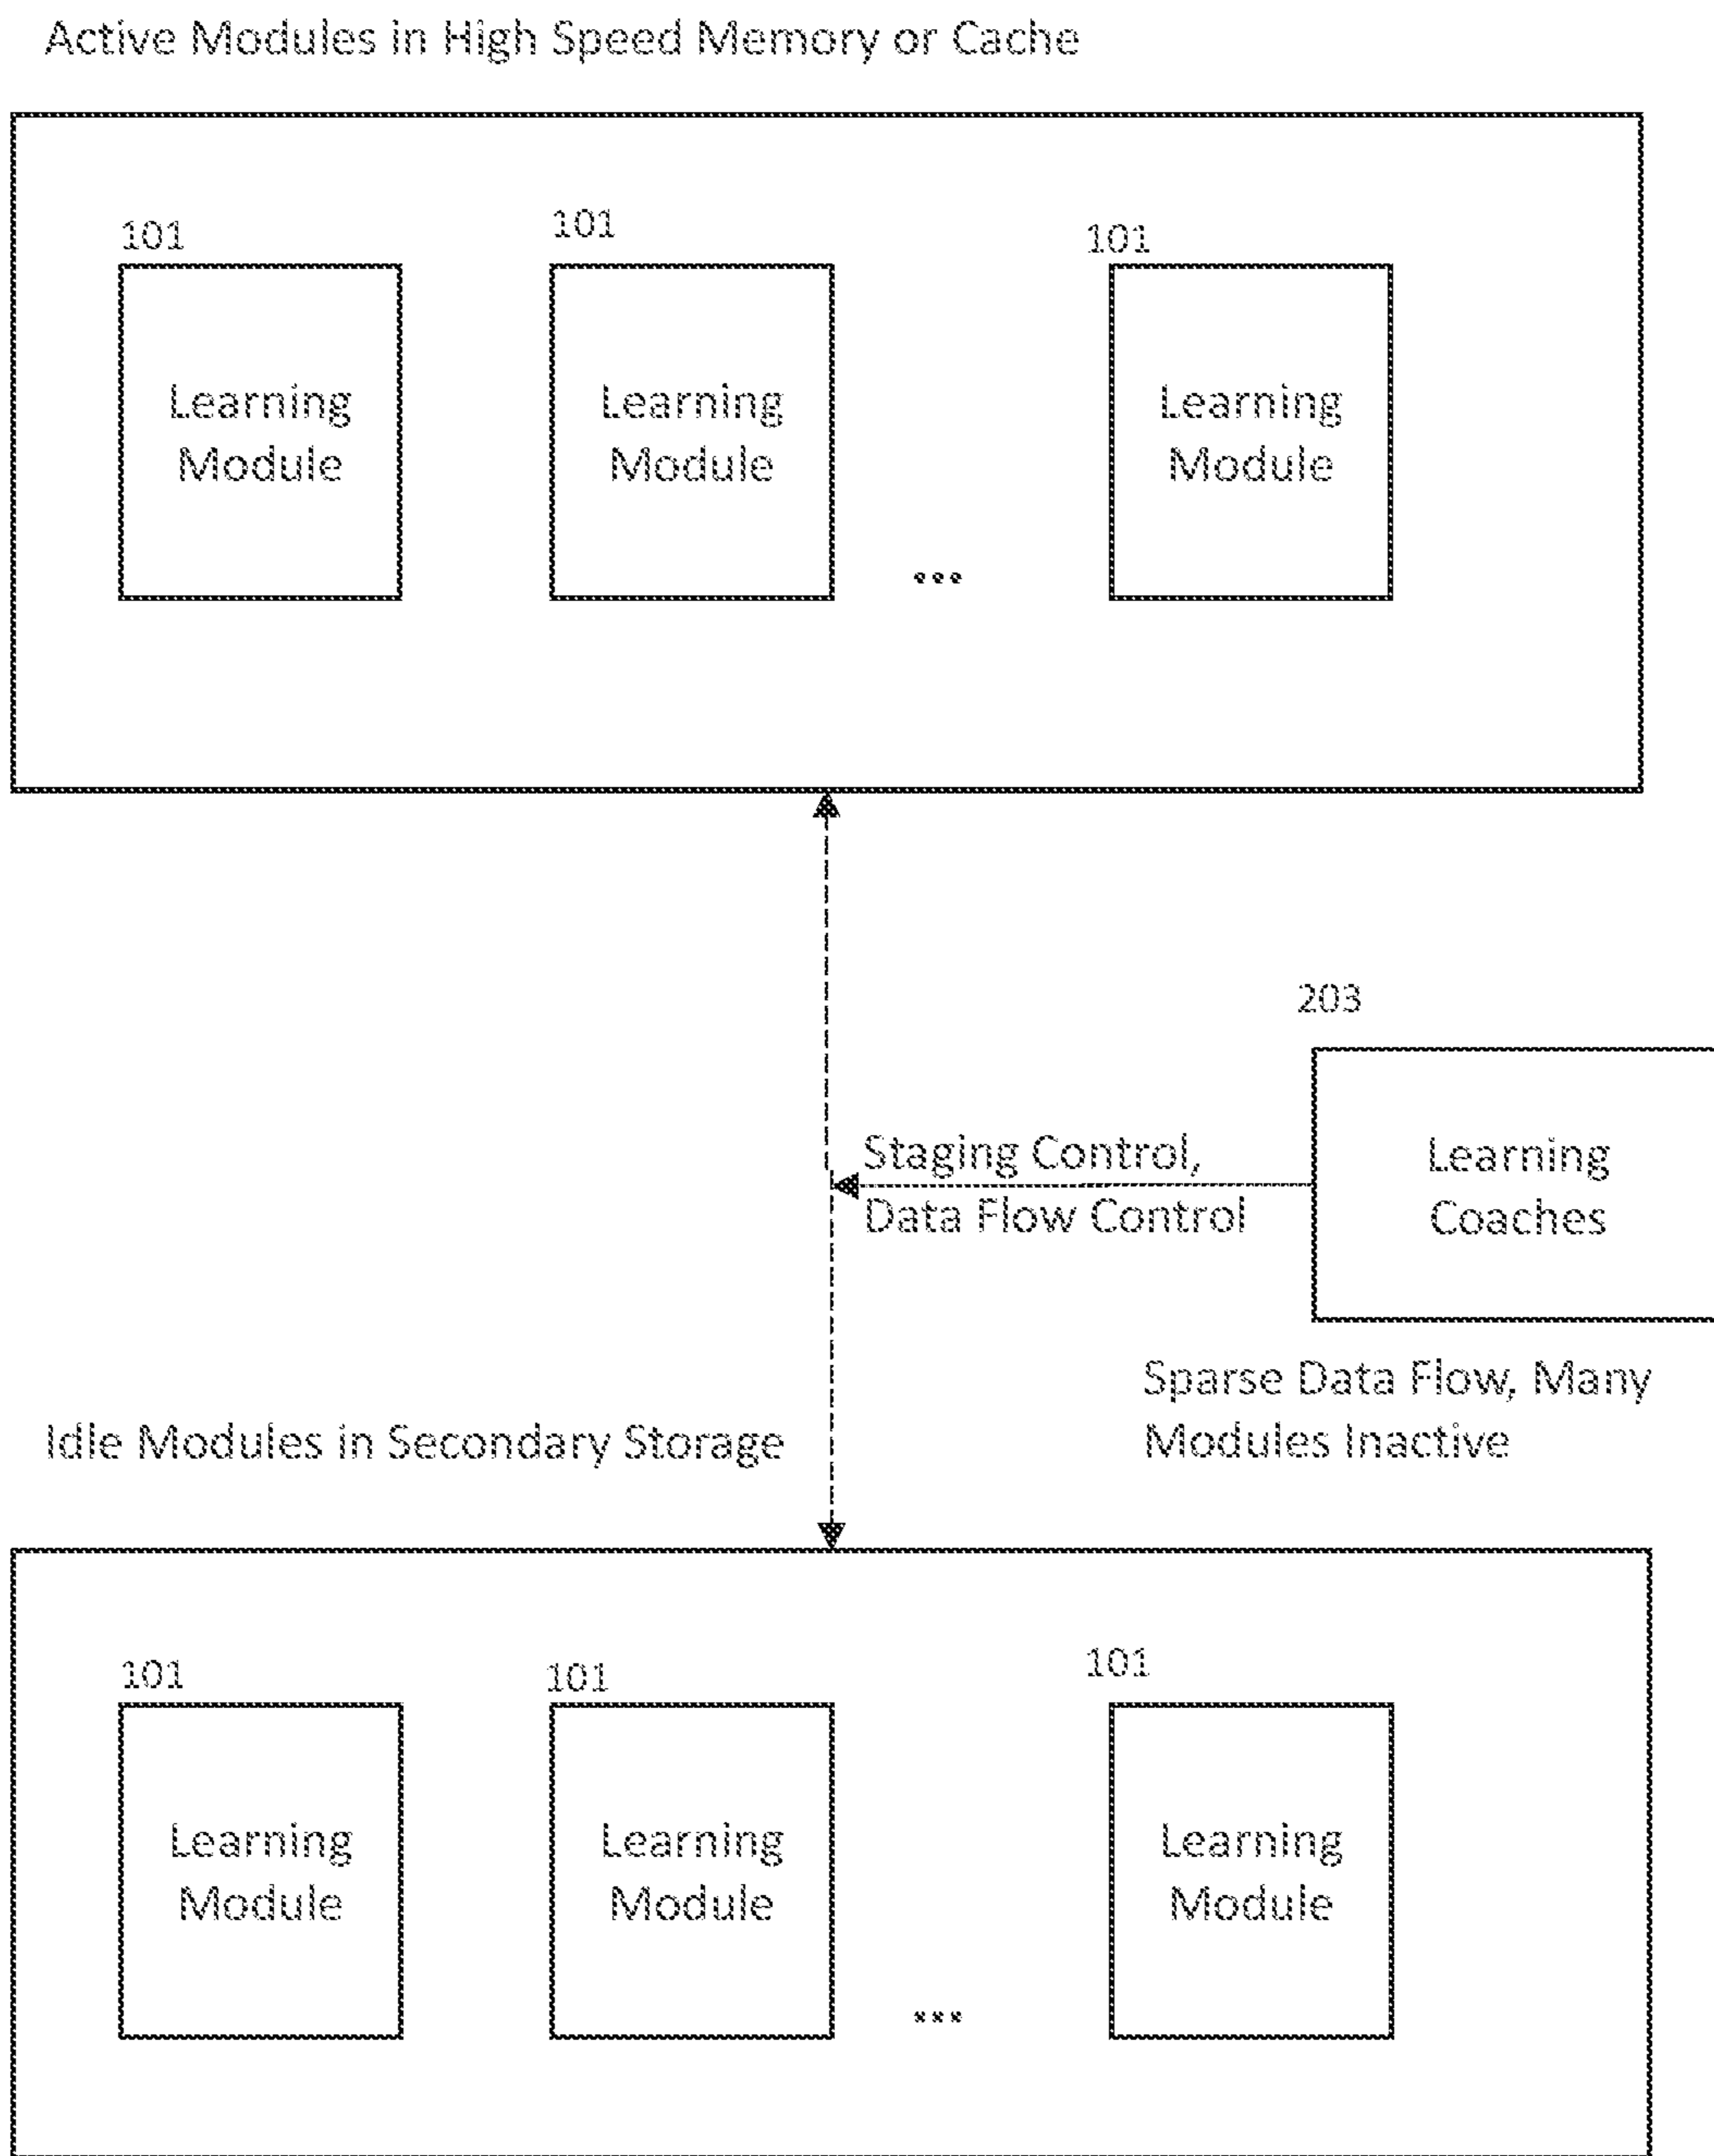 Active Modules in High Speed Memory or Cache
101
101
101
Learning
Module
Learning
Module
Learning
Module
...
203
Staging Control,
Data Flow Control
Learning
Coaches
Sparse Data Flow, Many
Modules Inactive
Idle Modules in Secondary Storage
101
101
101
Learning
Module
Learning
Module
Learning
Module
...